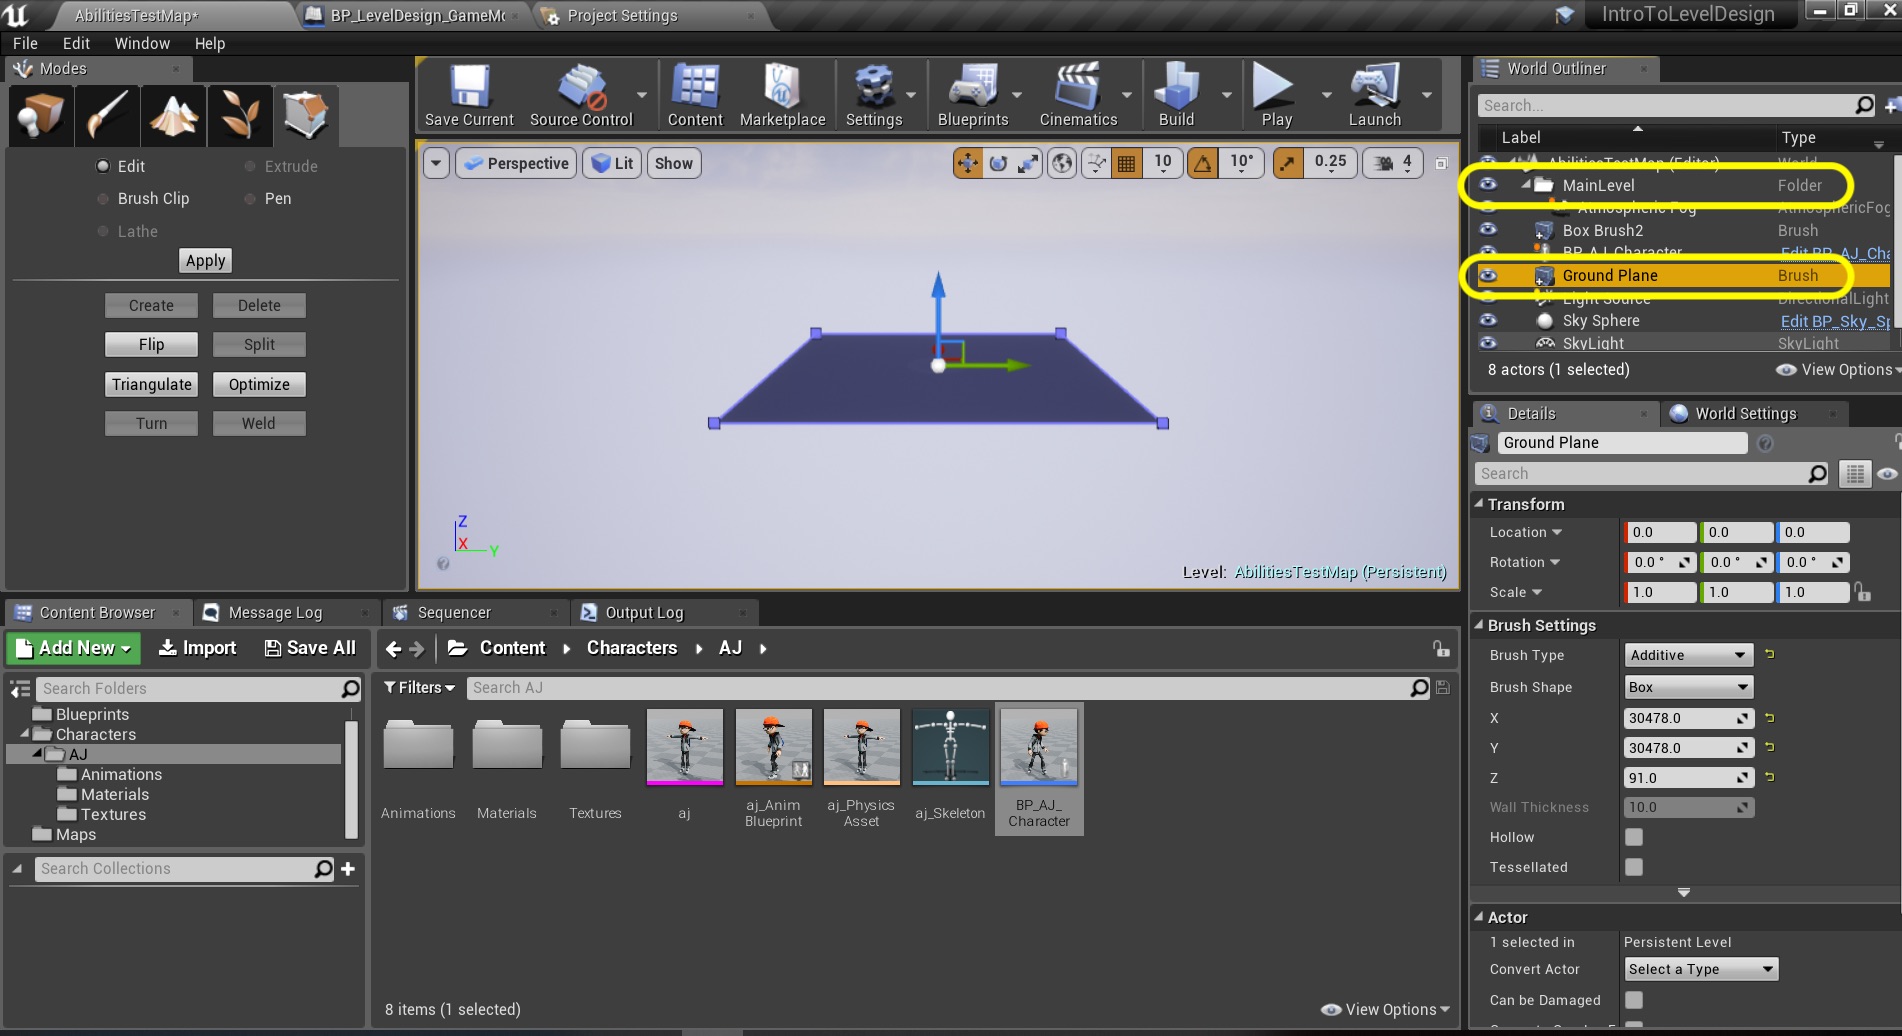 AbilitiesTestMap*
BP_LevelDesign_GameMo
Project Settings
IntroToLevelDesign
File
Edit
Window
Help
Modes
Edit
Extrude
Brush Clip
Pen
Lathe
Apply
Create
Delete
Flip
Split
Triangulate
Optimize
Turn
Weld
Save Current
Source Control
Content
Marketplace
Settings
Blueprints
Cinematics
Build
Play
Launch
Perspective
Lit
Show
10
10°
0.25
4
Z
X
Y
Level: AbilitiesTestMap (Persistent)
World Outliner
Search...
Label
Type
AbilitiesTestMap (Editor)
World
MainLevel
Folder
Atmospheric Fog
AtmosphericFog
Box Brush2
Brush
BP_AJ_Character
Edit BP_AJ_Cha
Ground Plane
Brush
Light Source
DirectionalLight
Sky Sphere
Edit BP_Sky_Sp
SkyLight
SkyLight
8 actors (1 selected)
View Options
Details
World Settings
Ground Plane
Search
Transform
Location
0.0
0.0
0.0
Rotation
0.0 °
0.0 °
0.0 °
Scale
1.0
1.0
1.0
Brush Settings
Brush Type
Additive
Brush Shape
Box
X
30478.0
Y
30478.0
Z
91.0
Wall Thickness
10.0
Hollow
Tessellated
Actor
1 selected in
Persistent Level
Convert Actor
Select a Type
Can be Damaged
Content Browser
Message Log
Sequencer
Output Log
Add New
Import
Save All
Content
Characters
AJ
Search Folders
Filters
Search AJ
Blueprints
Characters
AJ
Animations
Materials
Textures
Maps
Search Collections
Animations
Materials
Textures
aj
aj_Anim
Blueprint
aj_Physics
Asset
aj_Skeleton
BP_AJ_
Character
8 items (1 selected)
View Options